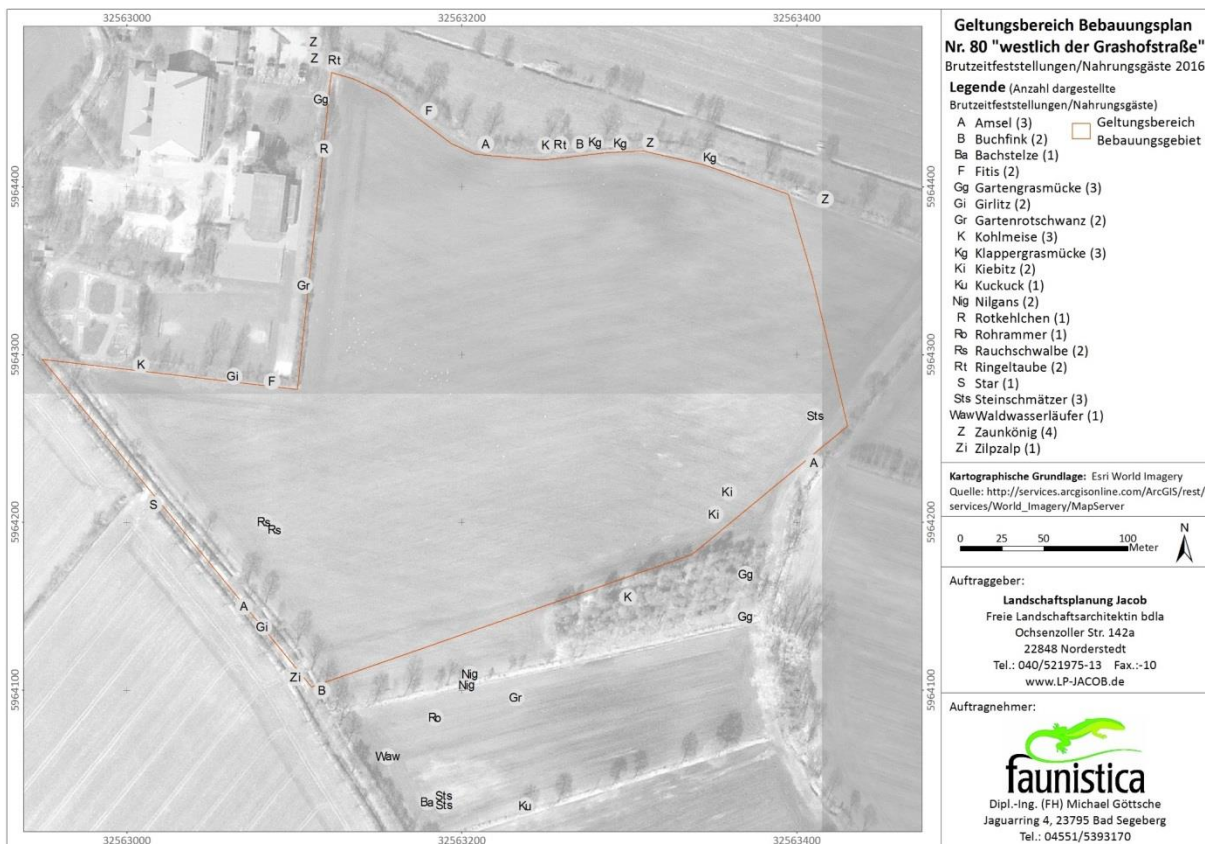 32563000 32563200 32563400
Z
Z Rt
Gg F
R A K Rt B Kg Kg Z Kg
5964400 Z 5964400
Gr
5964300 5964300
K Gi F
Sts
A
Ki
S Ki
5964200 Rs 5964200
Rs
Gg
K
A Gg
Gi
Zi B Nig
5964100 Nig Gr 5964100
Ro
Waw
Ba Sts
Sts Ku
32563000 32563200 32563400
Geltungsbereich Bebauungsplan
Nr. 80 "westlich der Grashofstraße"
Brutzeitfeststellungen/Nahrungsgäste 2016
Legende (Anzahl dargestellte
Brutzeitfeststellungen/Nahrungsgäste)
A Amsel (3)
B Buchfink (2)
Ba Bachstelze (1)
F Fitis (2)
Gg Gartengrasmücke (3)
Gi Girlitz (2)
Gr Gartenrotschwanz (2)
K Kohlmeise (3)
Kg Klappergrasmücke (3)
Ki Kiebitz (2)
Ku Kuckuck (1)
Nig Nilgans (2)
R Rotkehlchen (1)
Ro Rohrammer (1)
Rs Rauchschwalbe (2)
Rt Ringeltaube (2)
S Star (1)
Sts Steinschmätzer (3)
Waw Waldwasserläufer (1)
Z Zaunkönig (4)
Zi Zilpzalp (1)
Geltungsbereich
Bebauungsgebiet
Kartographische Grundlage: Esri World Imagery
Quelle: http://services.arcgisonline.com/ArcGIS/rest/
services/World_Imagery/MapServer
N
0 25 50 100
Meter
Auftraggeber:
Landschaftsplanung Jacob
Freie Landschaftsarchitektin bdla
Ochsenzoller Str. 142a
22848 Norderstedt
Tel.: 040/521975-13 Fax.:-10
www.LP-JACOB.de
Auftragnehmer:
faunistica
Dipl.-Ing. (FH) Michael Göttsche
Jaguarring 4, 23795 Bad Segeberg
Tel.: 04551/5393170